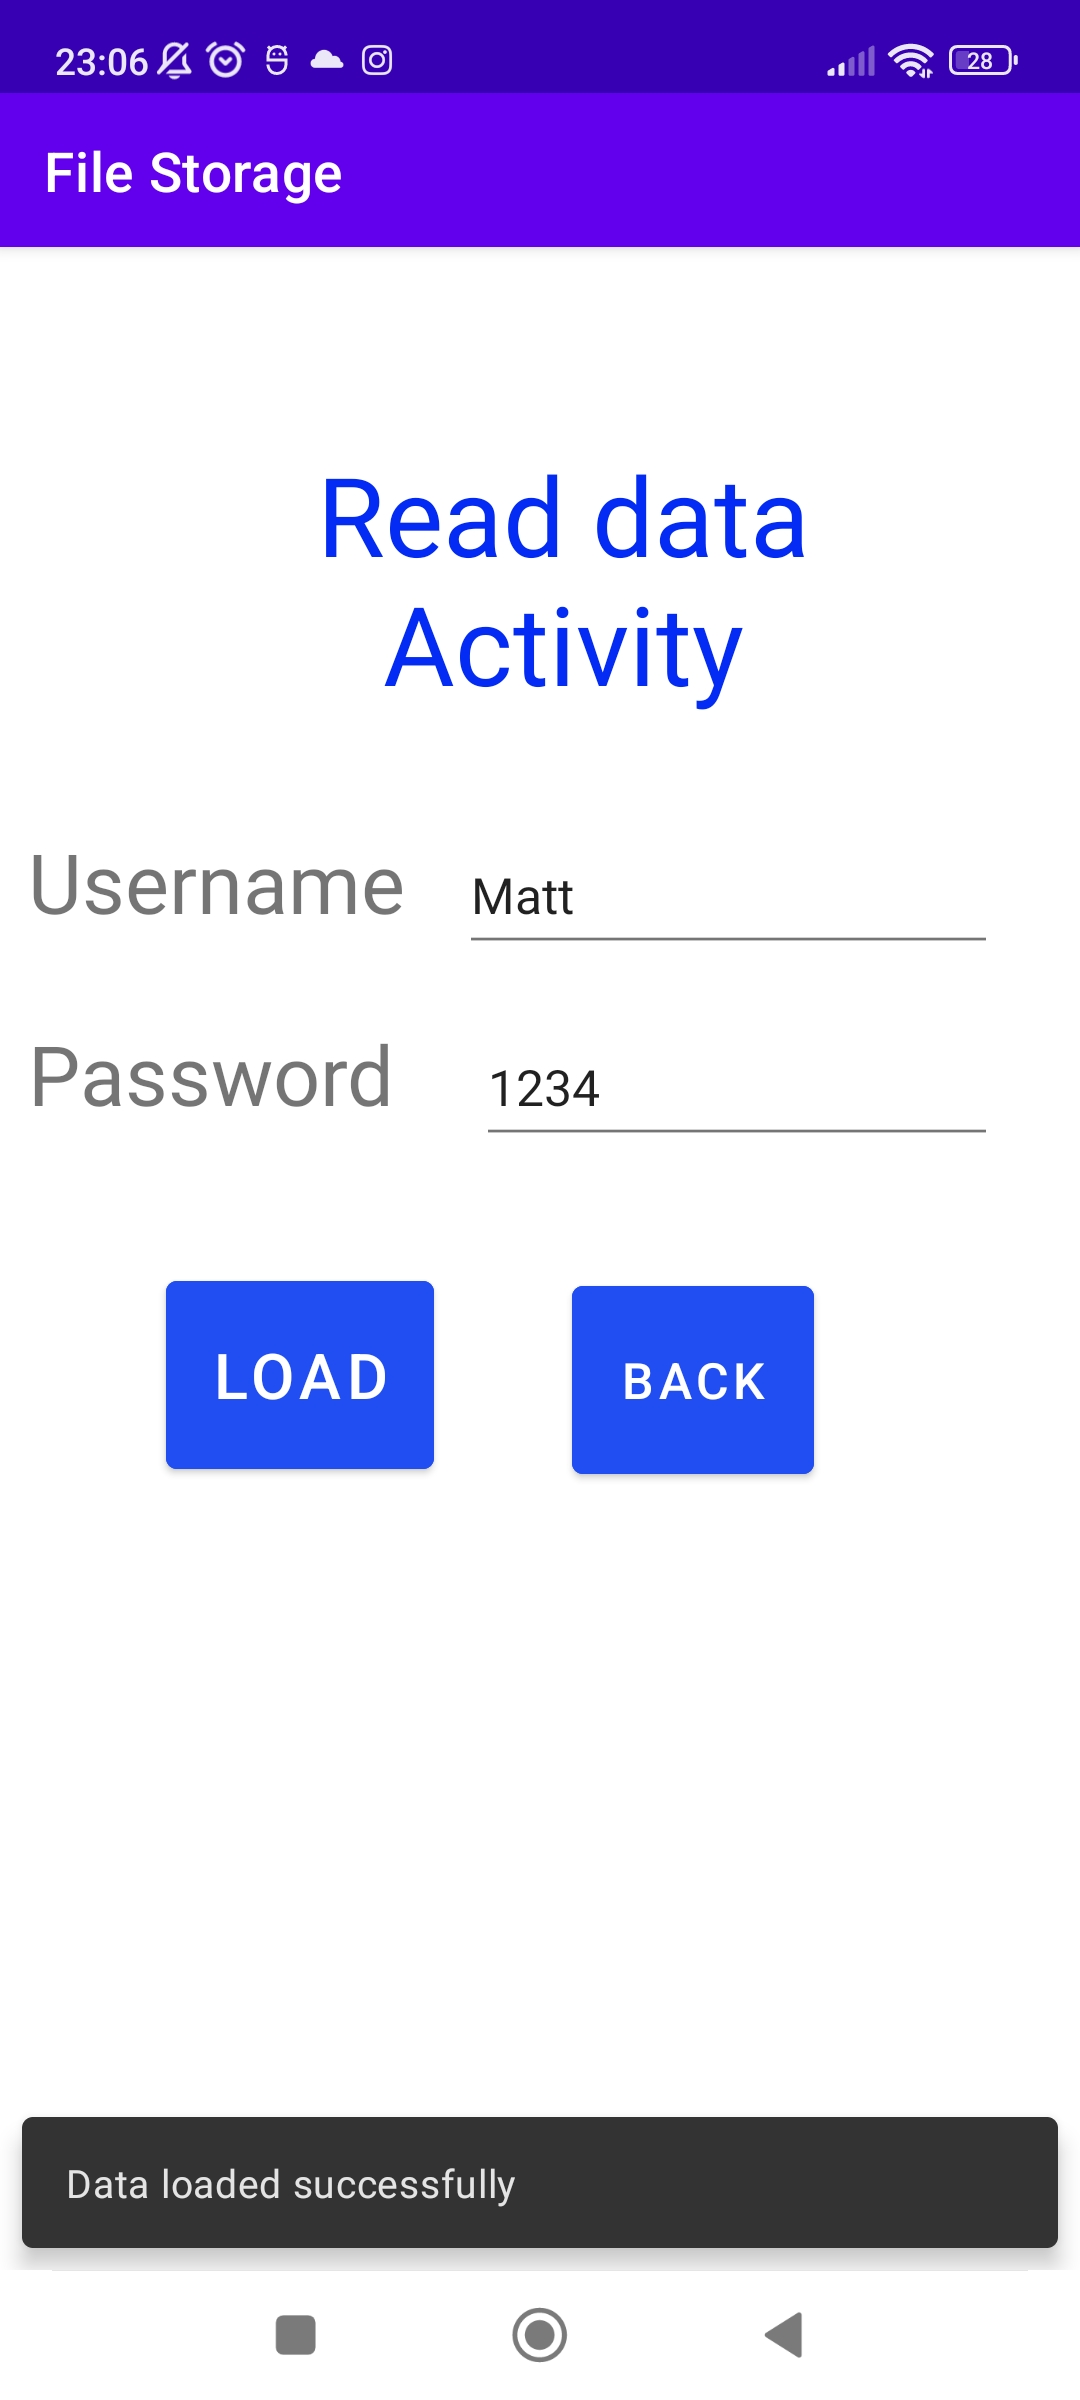 23:06
28
File Storage
Read data
Activity
Username
Matt
Password
1234
LOAD
BACK
Data loaded successfully